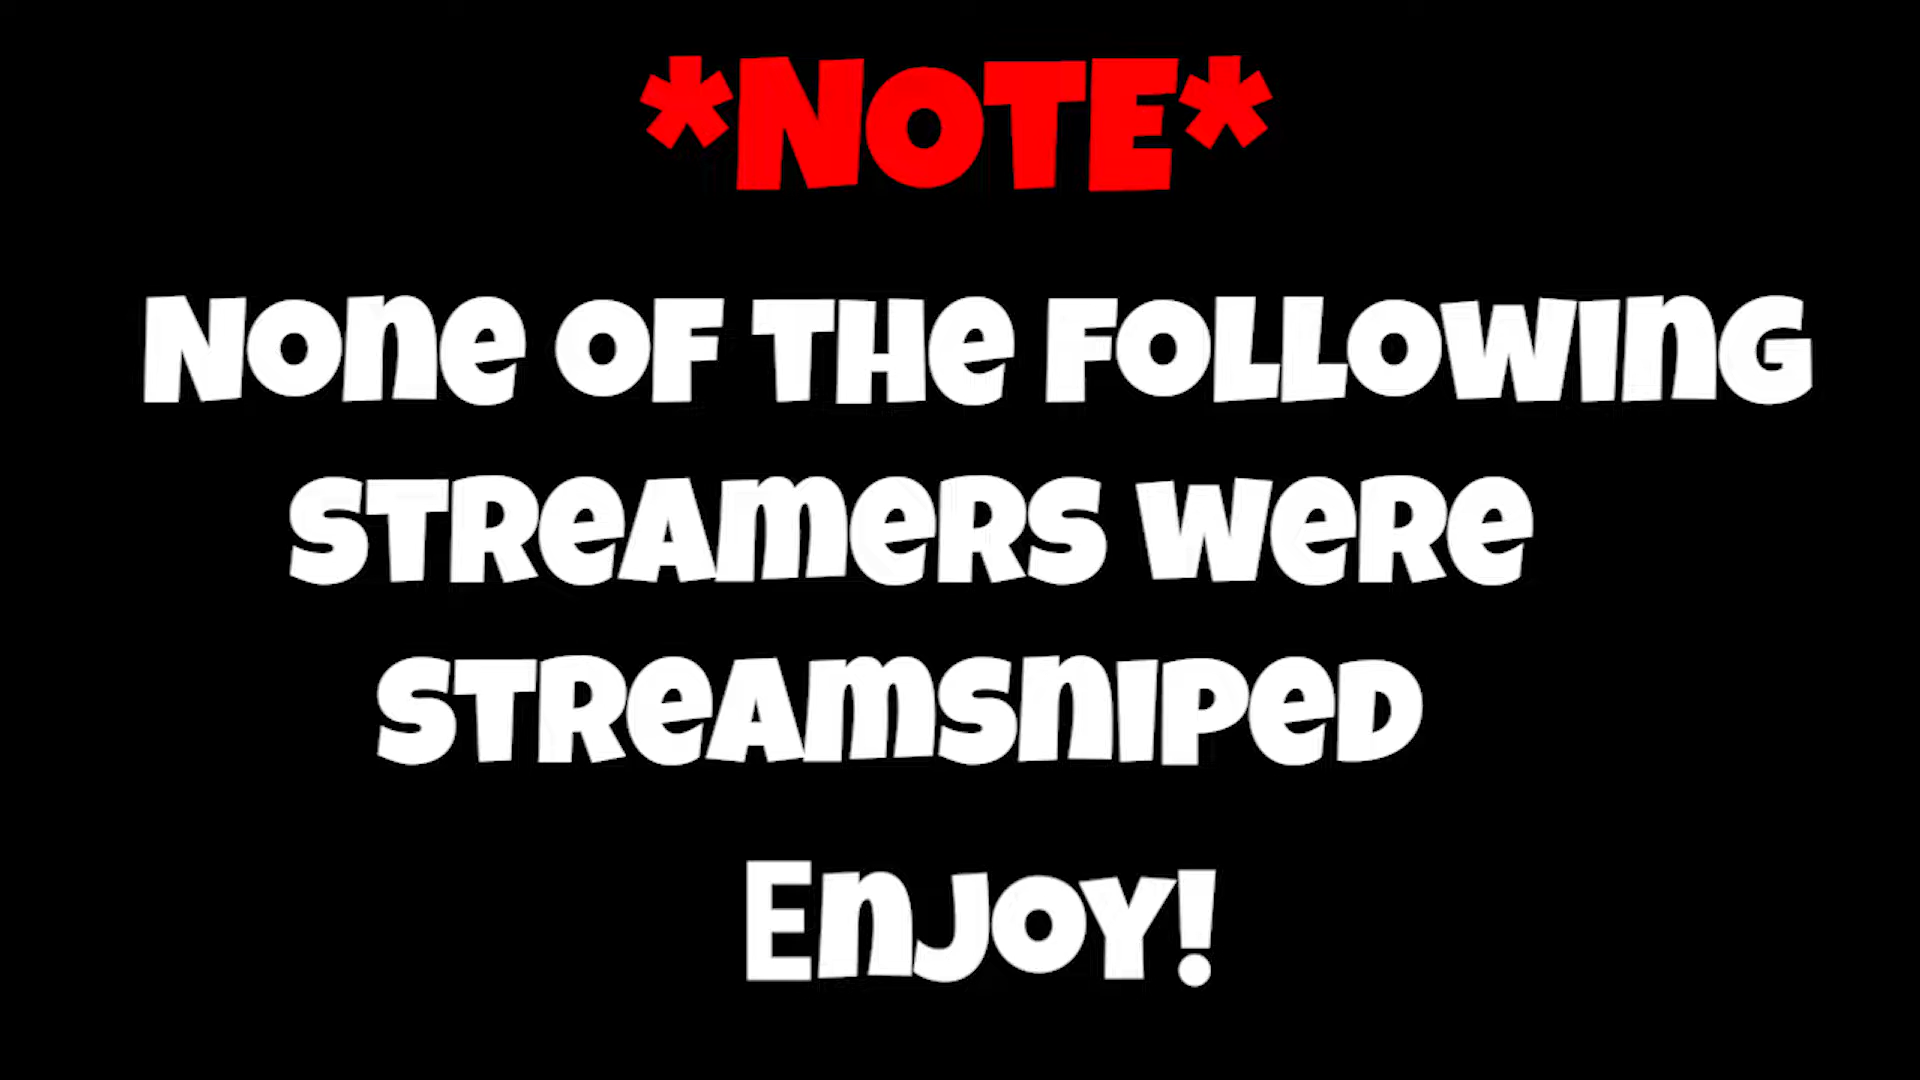 *NOTE*
None of the following
streamers were
streamsniped
Enjoy!